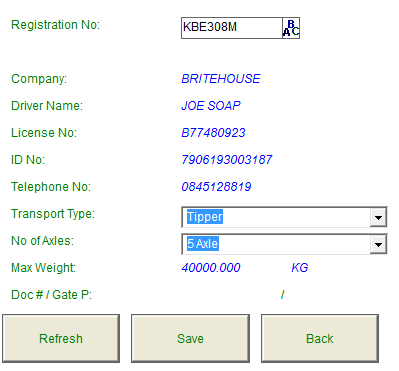 Registration No: KBE308M ABC
Company: BRITEHOUSE
Driver Name: JOE SOAP
License No: B77480923
ID No: 7906193003187
Telephone No: 0845128819
Transport Type: Tipper
No of Axles: 5 Axle
Max Weight: 40000.000 KG
Doc # / Gate P: /
Refresh Save Back